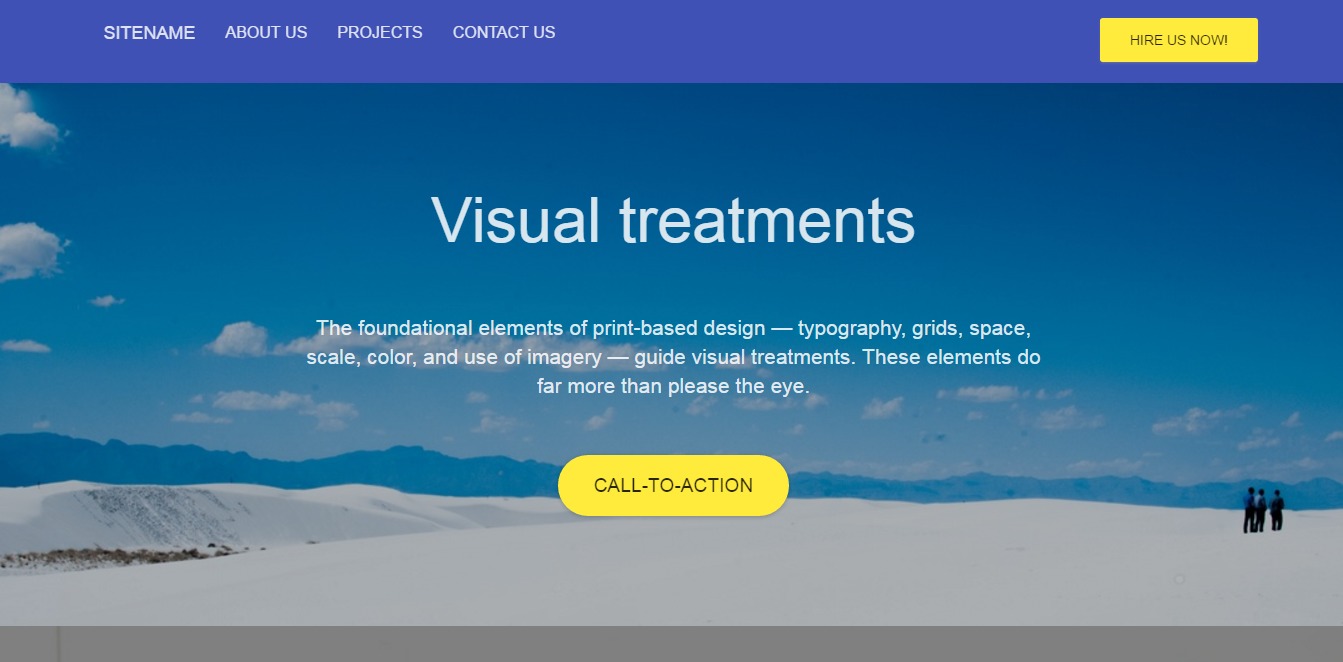 SITENAME ABOUT US PROJECTS CONTACT US HIRE US NOW!
Visual treatments
The foundational elements of print-based design — typography, grids, space,
scale, color, and use of imagery — guide visual treatments. These elements do
far more than please the eye.
CALL-TO-ACTION